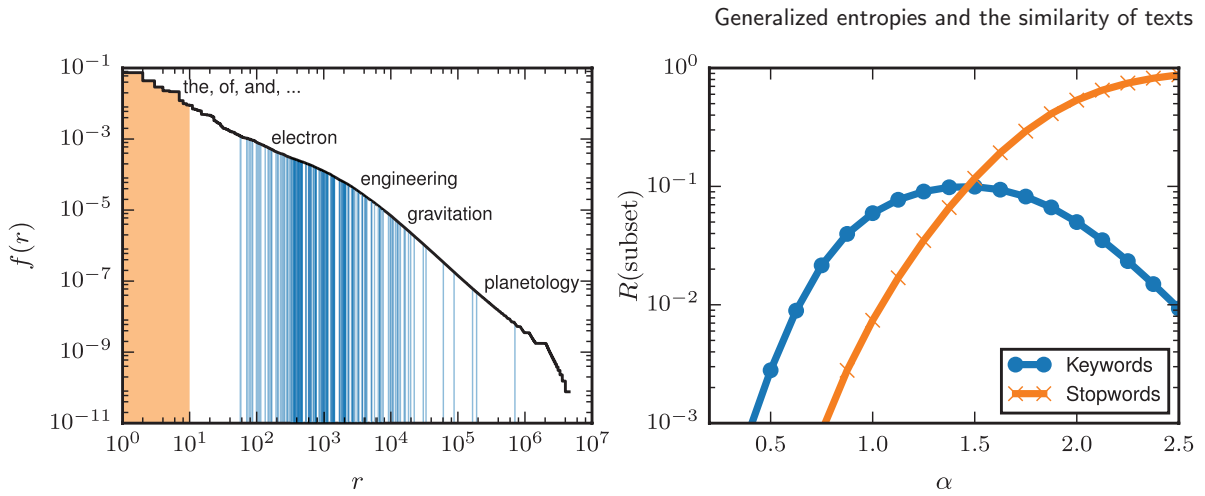 Generalized entropies and the similarity of texts
10^-1
10^-3
10^-5
10^-7
10^-9
10^-11
f(r)
the, of, and, ...
electron
engineering
gravitation
planetology
10^0 10^1 10^2 10^3 10^4 10^5 10^6 10^7
r
10^0
10^-1
10^-2
10^-3
R(subset)
Keywords
Stopwords
0.5 1.0 1.5 2.0 2.5
α